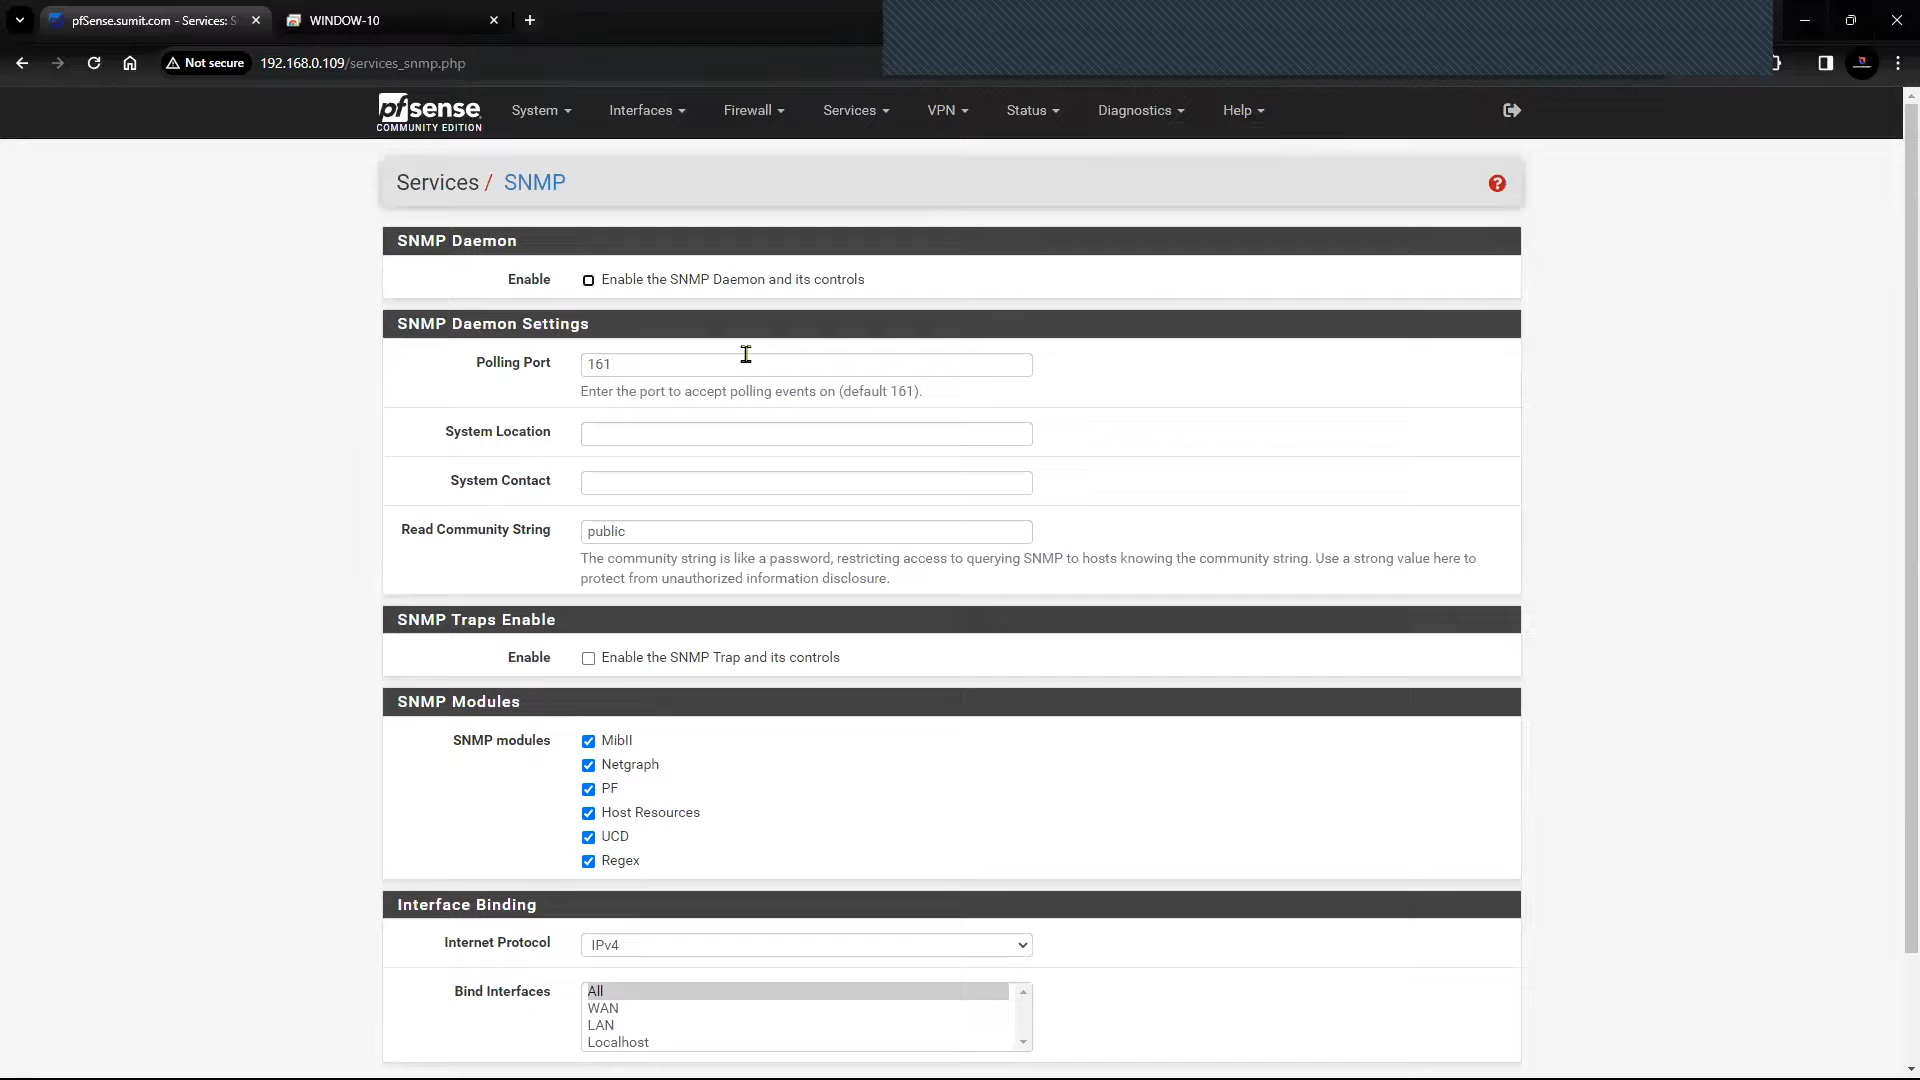 pfSense.sumit.com - Services: S
WINDOW-10
Not secure
192.168.0.109/services_snmp.php
pfsense
COMMUNITY EDITION
System
Interfaces
Firewall
Services
VPN
Status
Diagnostics
Help
Services / SNMP
SNMP Daemon
Enable
Enable the SNMP Daemon and its controls
SNMP Daemon Settings
Polling Port
161
Enter the port to accept polling events on (default 161).
System Location
System Contact
Read Community String
public
The community string is like a password, restricting access to querying SNMP to hosts knowing the community string. Use a strong value here to
protect from unauthorized information disclosure.
SNMP Traps Enable
Enable
Enable the SNMP Trap and its controls
SNMP Modules
SNMP modules
MibII
Netgraph
PF
Host Resources
UCD
Regex
Interface Binding
Internet Protocol
IPv4
Bind Interfaces
All
WAN
LAN
Localhost